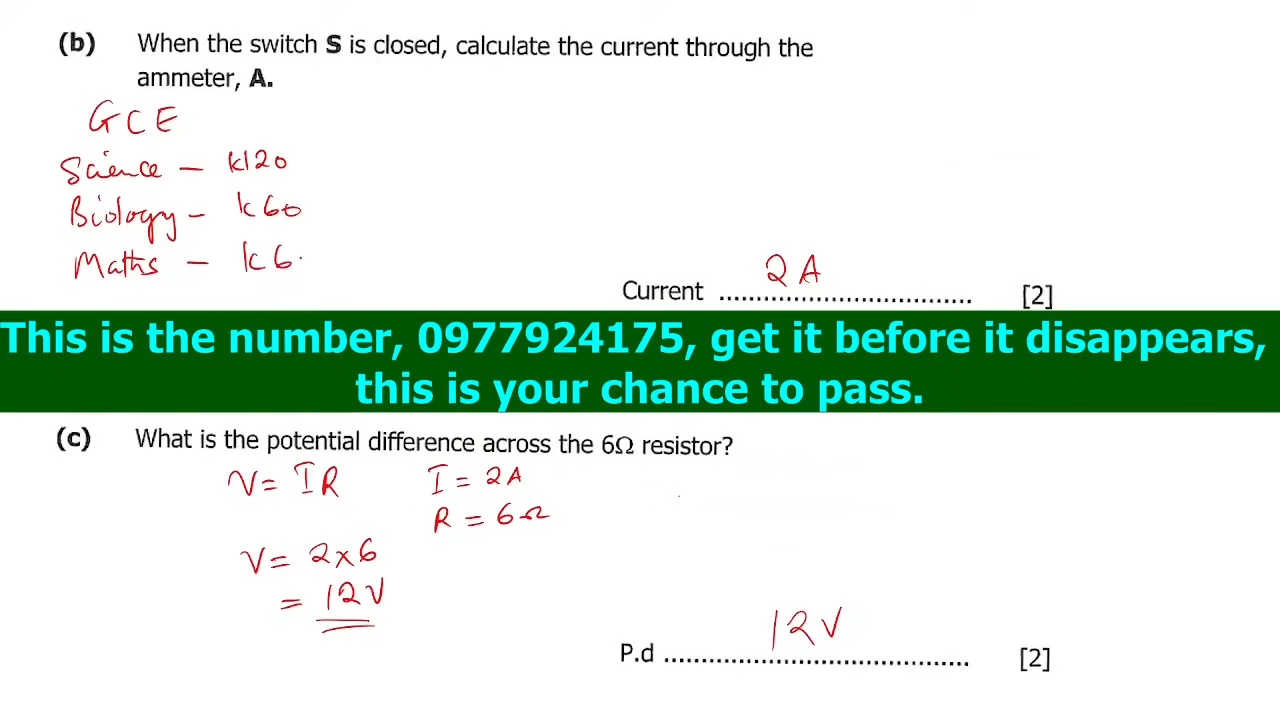 (b) When the switch S is closed, calculate the current through the
ammeter, A.
GCE
Science – K120
Biology – K60
Maths – K6
Current .................................. [2]
2A
This is the number, 0977924175, get it before it disappears,
this is your chance to pass.
(c) What is the potential difference across the 6Ω resistor?
V = IR I = 2A
R = 6Ω
V = 2 x 6
= 12V
12V
P.d ......................................... [2]